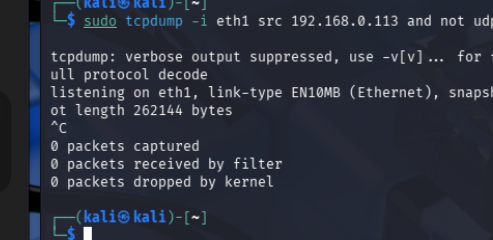 (kali㉿kali)-[~]
$ sudo tcpdump -i eth1 src 192.168.0.113 and not udp
tcpdump: verbose output suppressed, use -v[v]... for f
ull protocol decode
listening on eth1, link-type EN10MB (Ethernet), snapsh
ot length 262144 bytes
^C
0 packets captured
0 packets received by filter
0 packets dropped by kernel
(kali㉿kali)-[~]
$